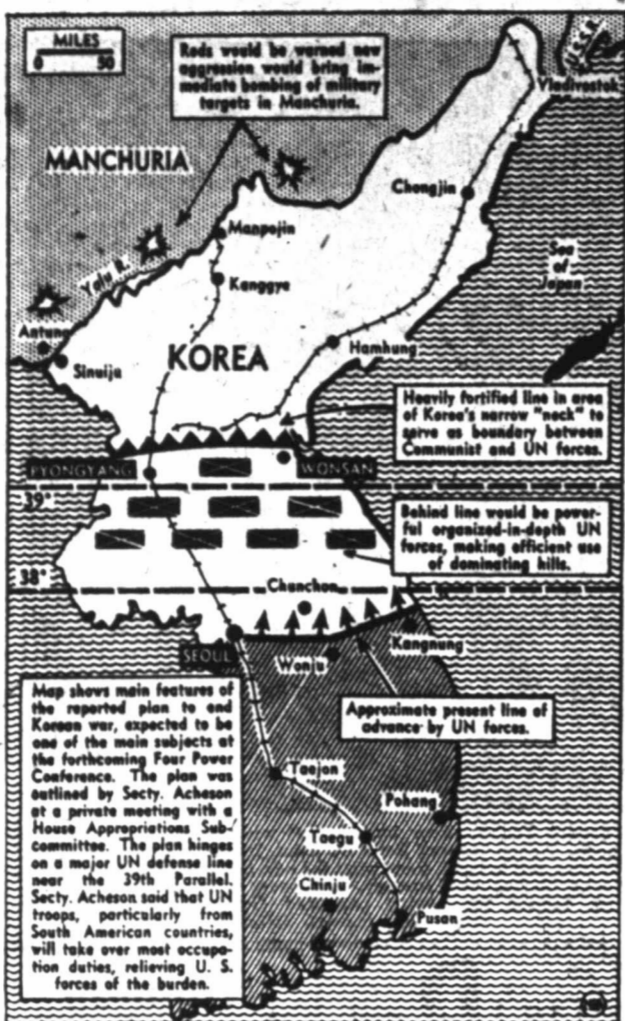 MILES
0 50
Reds would be warned new
aggression would bring im-
mediate bombing of military
targets in Manchuria.
U.S.S.R.
Vladivostok
MANCHURIA
Chongjin
Manpojin
Yalu R.
Kanggye
Sea
of
Japan
Antung
Sinuiju
KOREA
Hamhung
Heavily fortified line in area
of Korea's narrow "neck" to
serve as boundary between
Communist and UN forces.
PYONGYANG
WONSAN
39°
Behind line would be power-
ful organized-in-depth UN
forces, making efficient use
of dominating hills.
38°
Chunchon
Kangnung
SEOUL
Wonju
Map shows main features of
the reported plan to end
Korean war, expected to be
one of the main subjects at
the forthcoming Four Power
Conference. The plan was
outlined by Secty. Acheson
at a private meeting with a
House Appropriations Sub-
committee. The plan hinges
on a major UN defense line
near the 39th Parallel.
Secty. Acheson said that UN
troops, particularly from
South American countries,
will take over most occupa-
tion duties, relieving U. S.
forces of the burden.
Approximate present line of
advance by UN forces.
Taejon
Pohang
Taegu
Chinju
Pusan